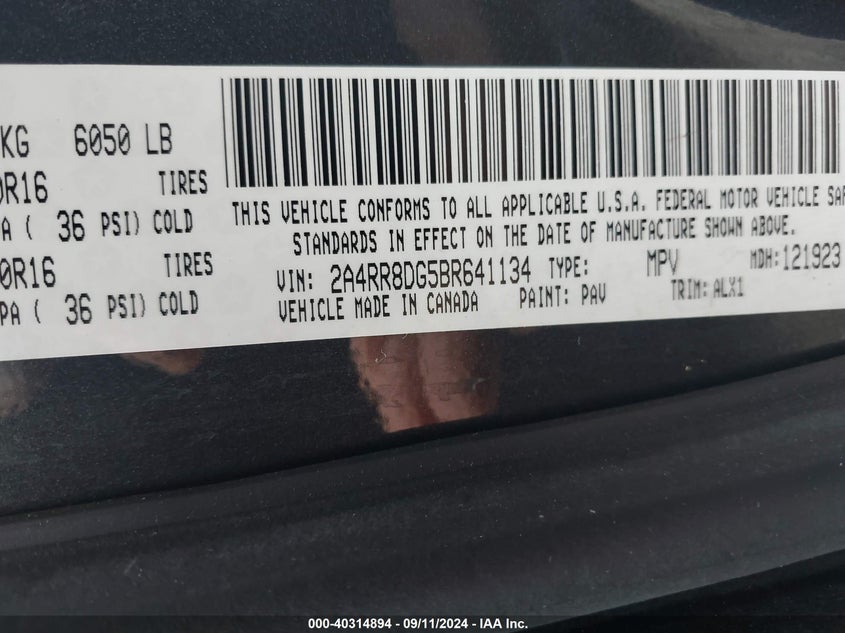 KG 6050 LB
0R16 TIRES
PA ( 36 PSI) COLD
0R16 TIRES
PA ( 36 PSI) COLD
THIS VEHICLE CONFORMS TO ALL APPLICABLE U.S.A. FEDERAL MOTOR VEHICLE SAF
STANDARDS IN EFFECT ON THE DATE OF MANUFACTURE SHOWN ABOVE.
VIN: 2A4RR8DG5BR641134 TYPE: MPV MDH:121923
VEHICLE MADE IN CANADA PAINT: PAV TRIM: ALX1
000-40314894 - 09/11/2024 - IAA Inc.